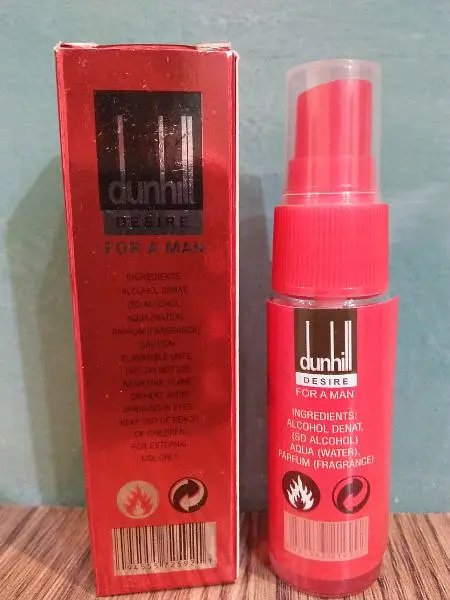 dunhill
DESIRE
FOR A MAN
INGREDIENTS:
ALCOHOL DENAT,
(SD ALCOHOL)
AQUA (WATER),
PARFUM (FRAGRANCE)
CAUTION
FLAMMABLE UNTIL
DRY. DO NOT USE
NEAR FIRE, FLAME
OR HEAT. AVOID
SPRAYING IN EYES.
KEEP OUT OF REACH
OF CHILDREN.
FOR EXTERNAL
USE ONLY
dunhill
DESIRE
FOR A MAN
INGREDIENTS:
ALCOHOL DENAT,
(SD ALCOHOL)
AQUA (WATER),
PARFUM (FRAGRANCE)